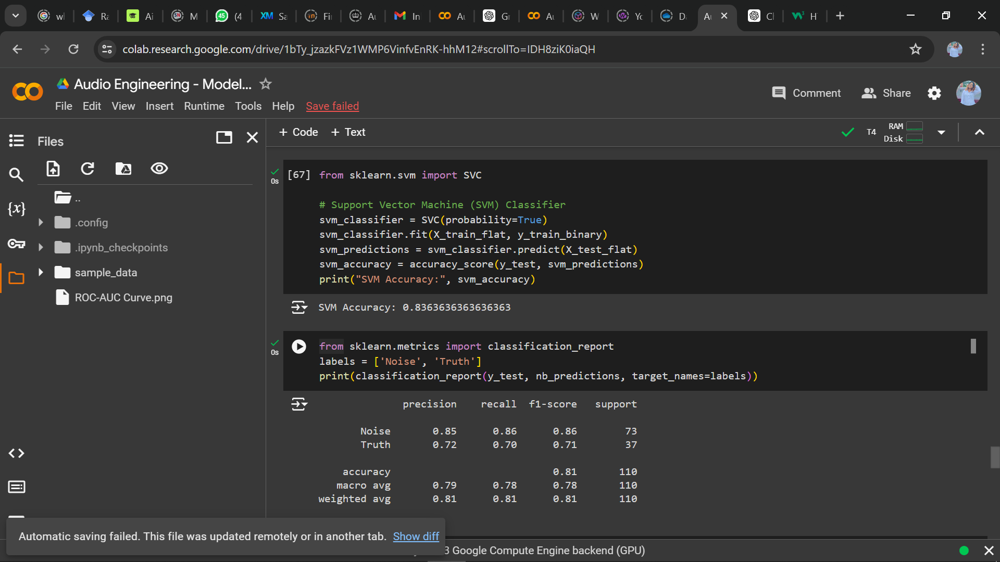 wl
Ra
Ai
M
45 (4
XM Sa
in Fi
Au
In
Au
Gr
Au
W
Yo
D
Au
Cl
H
colab.research.google.com/drive/1bTy_jzazkFVz1WMP6VinfvEnRK-hhM12#scrollTo=IDH8ziK0iaQH
Audio Engineering - Model...
Comment
Share
File Edit View Insert Runtime Tools Help Save failed
Files
+ Code + Text
T4
RAM
Disk
..
.config
.ipynb_checkpoints
sample_data
ROC-AUC Curve.png
{x}
0s
[67] from sklearn.svm import SVC
# Support Vector Machine (SVM) Classifier
svm_classifier = SVC(probability=True)
svm_classifier.fit(X_train_flat, y_train_binary)
svm_predictions = svm_classifier.predict(X_test_flat)
svm_accuracy = accuracy_score(y_test, svm_predictions)
print("SVM Accuracy:", svm_accuracy)
SVM Accuracy: 0.8363636363636363
0s
from sklearn.metrics import classification_report
labels = ['Noise', 'Truth']
print(classification_report(y_test, nb_predictions, target_names=labels))
precision recall f1-score support
Noise 0.85 0.86 0.86 73
Truth 0.72 0.70 0.71 37
accuracy 0.81 110
macro avg 0.79 0.78 0.78 110
weighted avg 0.81 0.81 0.81 110
Automatic saving failed. This file was updated remotely or in another tab. Show diff
3 Google Compute Engine backend (GPU)